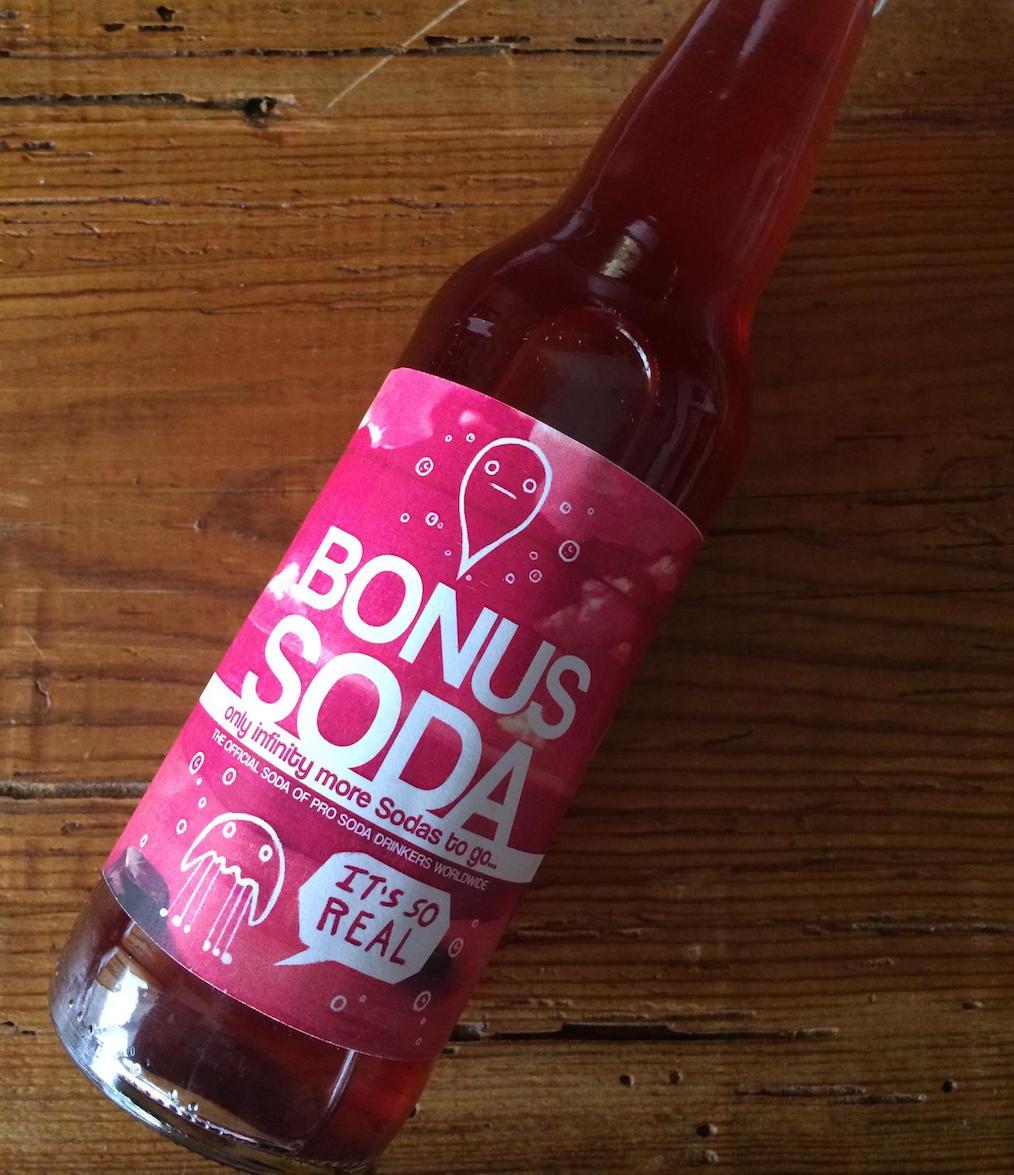 BONUS
SODA
only infinity more Sodas to go...
THE OFFICIAL SODA OF PRO SODA DRINKERS WORLDWIDE
IT'S SO
REAL